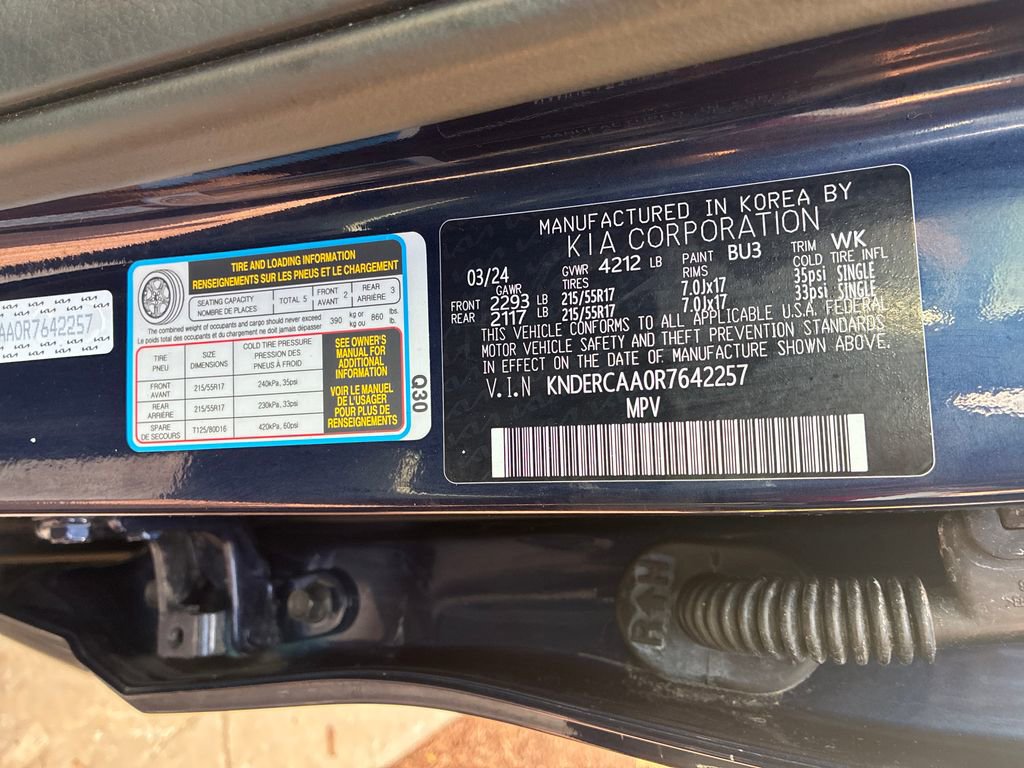 AA0R7642257
TIRE AND LOADING INFORMATION
RENSEIGNEMENTS SUR LES PNEUS ET LE CHARGEMENT
SEATING CAPACITY
NOMBRE DE PLACES
TOTAL 5
FRONT
AVANT 2
REAR
ARRIÈRE 3
The combined weight of occupants and cargo should never exceed 390 kg or 860 lbs.
Le poids total des occupants et du chargement ne doit jamais dépasser 390 kg ou 860 lb.
TIRE
PNEU
SIZE
DIMENSIONS
COLD TIRE PRESSURE
PRESSION DES
PNEUS À FROID
FRONT
AVANT
215/55R17
240kPa, 35psi
REAR
ARRIÈRE
215/55R17
230kPa, 33psi
SPARE
DE SECOURS
T125/80D16
420kPa, 60psi
SEE OWNER'S
MANUAL FOR
ADDITIONAL
INFORMATION
VOIR LE MANUEL
DE L'USAGER
POUR PLUS DE
RENSEIGNEMENTS
Q30
MANUFACTURED IN KOREA BY
KIA CORPORATION
03/24 GVWR 4212 LB PAINT BU3 TRIM WK
GAWR TIRES RIMS COLD TIRE INFL
FRONT 2293 LB 215/55R17 7.0Jx17 35psi SINGLE
REAR 2117 LB 215/55R17 7.0Jx17 33psi SINGLE
THIS VEHICLE CONFORMS TO ALL APPLICABLE U.S.A. FEDERAL
MOTOR VEHICLE SAFETY AND THEFT PREVENTION STANDARDS
IN EFFECT ON THE DATE OF MANUFACTURE SHOWN ABOVE.
V.I.N KNDERCAA0R7642257
MPV